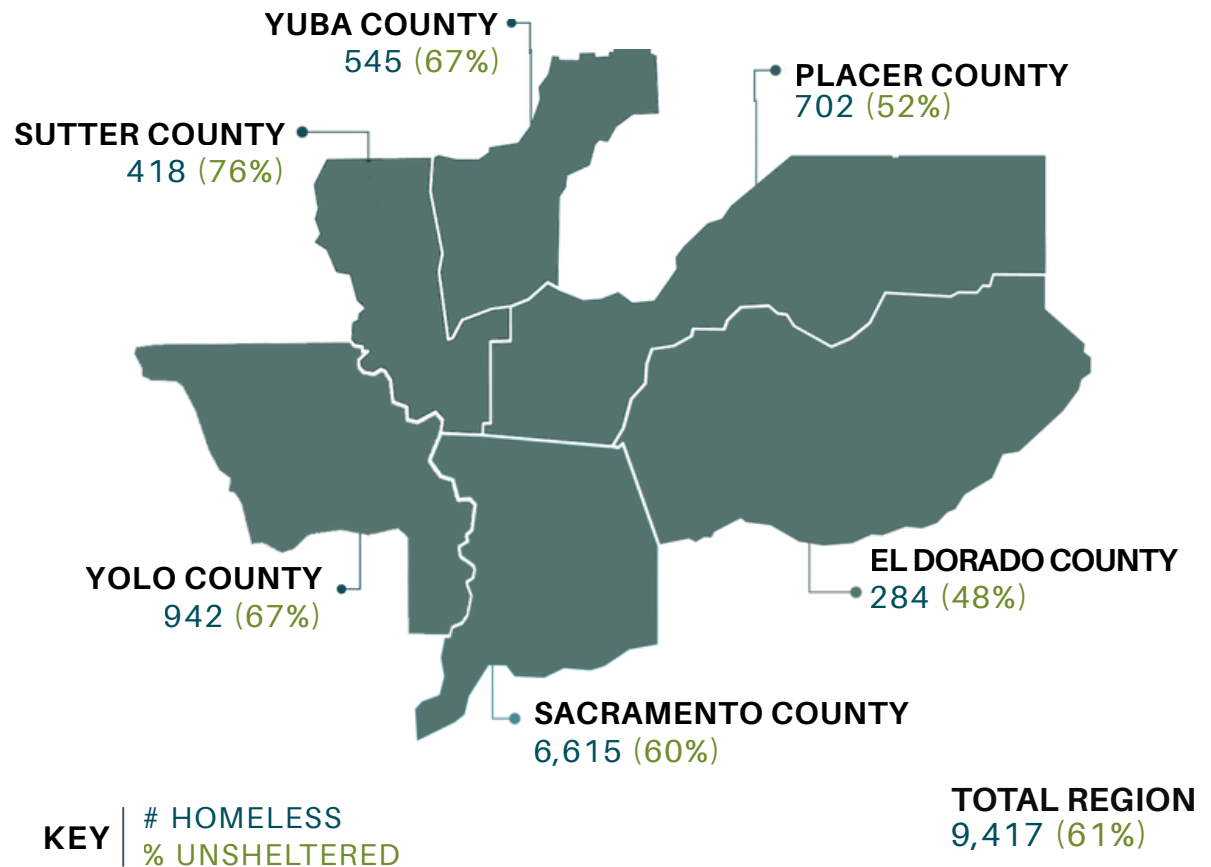 YUBA COUNTY
545 (67%)
PLACER COUNTY
702 (52%)
SUTTER COUNTY
418 (76%)
YOLO COUNTY
942 (67%)
EL DORADO COUNTY
284 (48%)
SACRAMENTO COUNTY
6,615 (60%)
KEY
# HOMELESS
% UNSHELTERED
TOTAL REGION
9,417 (61%)